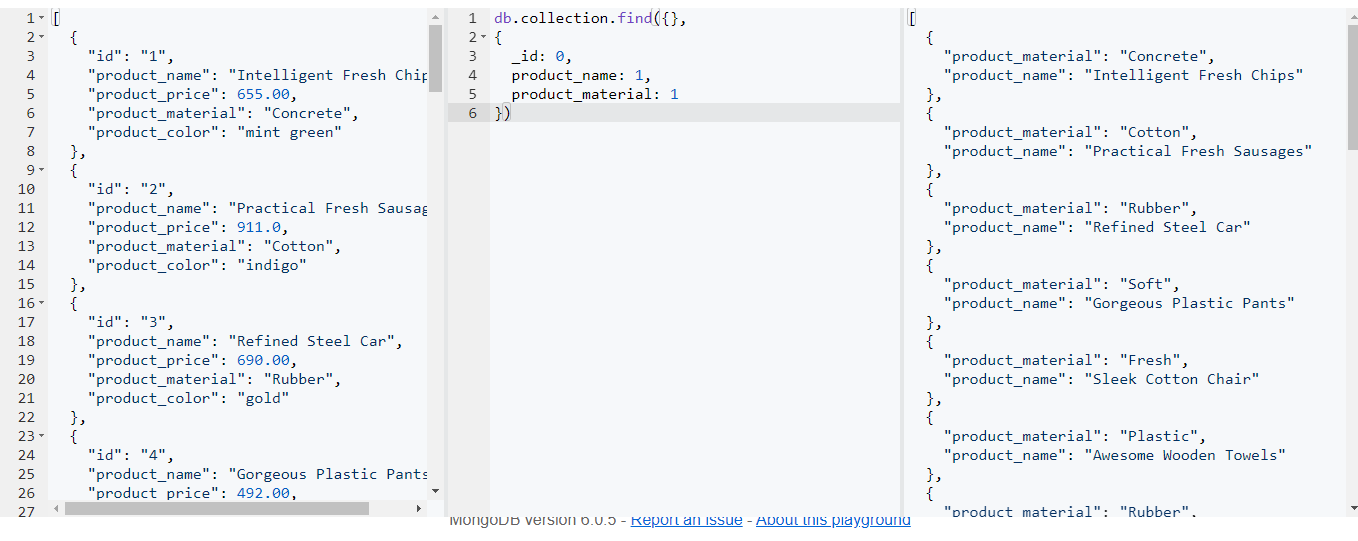 1 [
2 {
3 "id": "1",
4 "product_name": "Intelligent Fresh Chip
5 "product_price": 655.00,
6 "product_material": "Concrete",
7 "product_color": "mint green"
8 },
9 {
10 "id": "2",
11 "product_name": "Practical Fresh Sausag
12 "product_price": 911.0,
13 "product_material": "Cotton",
14 "product_color": "indigo"
15 },
16 {
17 "id": "3",
18 "product_name": "Refined Steel Car",
19 "product_price": 690.00,
20 "product_material": "Rubber",
21 "product_color": "gold"
22 },
23 {
24 "id": "4",
25 "product_name": "Gorgeous Plastic Pants
26 "product_price": 492.00,
27
1 db.collection.find({},
2 {
3 _id: 0,
4 product_name: 1,
5 product_material: 1
6 })
[
{
"product_material": "Concrete",
"product_name": "Intelligent Fresh Chips"
},
{
"product_material": "Cotton",
"product_name": "Practical Fresh Sausages"
},
{
"product_material": "Rubber",
"product_name": "Refined Steel Car"
},
{
"product_material": "Soft",
"product_name": "Gorgeous Plastic Pants"
},
{
"product_material": "Fresh",
"product_name": "Sleek Cotton Chair"
},
{
"product_material": "Plastic",
"product_name": "Awesome Wooden Towels"
},
{
"product_material": "Rubber",
MongoDB version 6.0.5 - Report an issue - About this playground